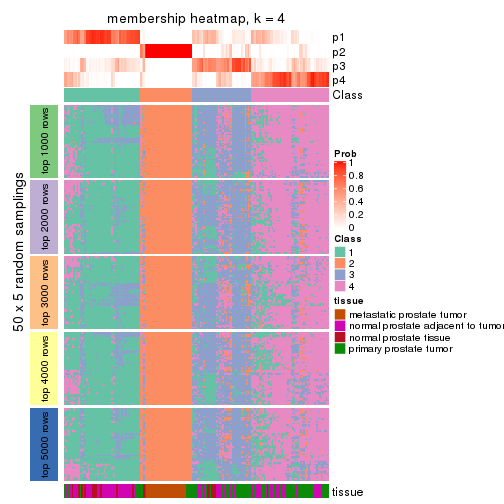 membership heatmap, k = 4
p1
p2
p3
p4
Class
50 x 5 random samplings
top 1000 rows
top 2000 rows
top 3000 rows
top 4000 rows
top 5000 rows
Prob
1
0.8
0.6
0.4
0.2
0
Class
1
2
3
4
tissue
metastatic prostate tumor
normal prostate adjacent to tumor
normal prostate tissue
primary prostate tumor
tissue